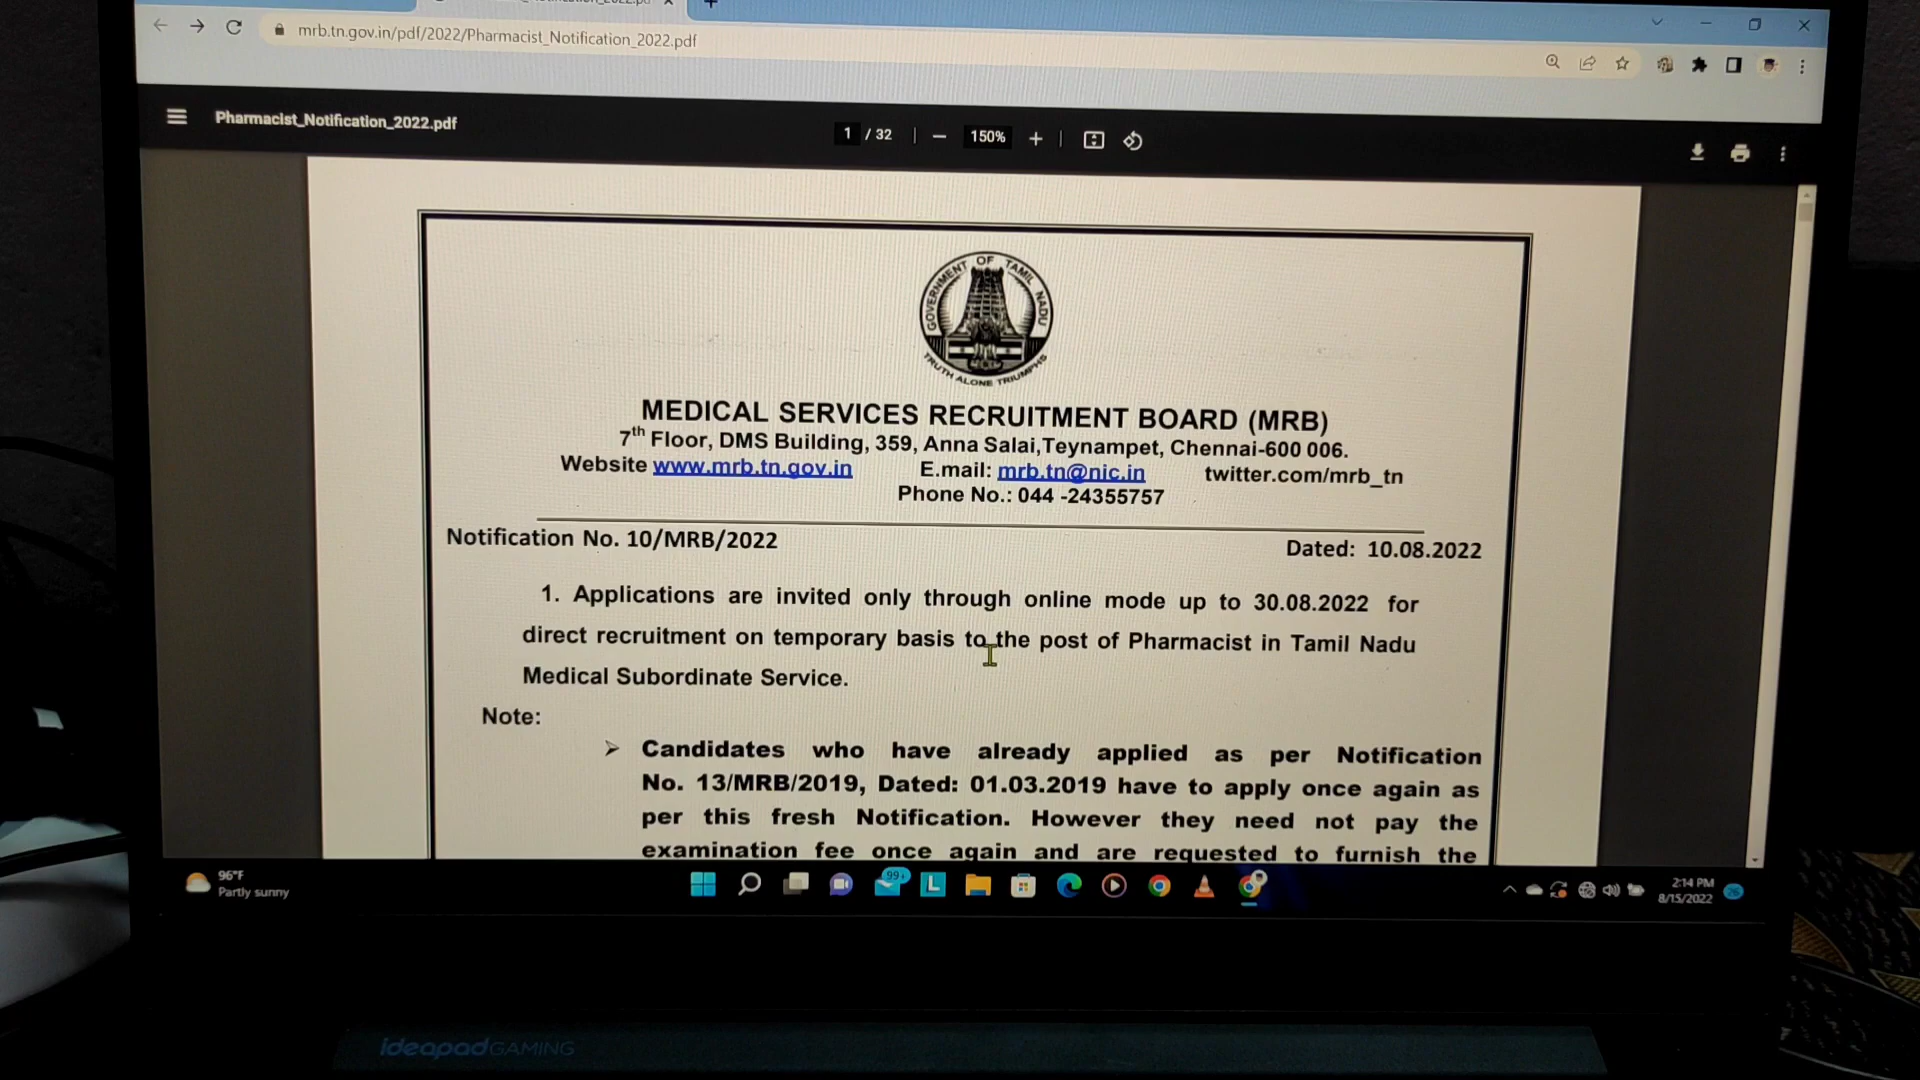 mrb.tn.gov.in/pdf/2022/Pharmacist_Notification_2022.pdf
Pharmacist_Notification_2022.pdf
1 / 32
150%
GOVERNMENT OF TAMIL NADU
TRUTH ALONE TRIUMPHS
MEDICAL SERVICES RECRUITMENT BOARD (MRB)
7th Floor, DMS Building, 359, Anna Salai,Teynampet, Chennai-600 006.
Website www.mrb.tn.gov.in E.mail: mrb.tn@nic.in twitter.com/mrb_tn
Phone No.: 044 -24355757
Notification No. 10/MRB/2022 Dated: 10.08.2022
1. Applications are invited only through online mode up to 30.08.2022 for
direct recruitment on temporary basis to the post of Pharmacist in Tamil Nadu
Medical Subordinate Service.
Note:
➢ Candidates who have already applied as per Notification
No. 13/MRB/2019, Dated: 01.03.2019 have to apply once again as
per this fresh Notification. However they need not pay the
examination fee once again and are requested to furnish the
96°F
Partly sunny
99+
L
2:14 PM
8/15/2022
ideapad GAMING